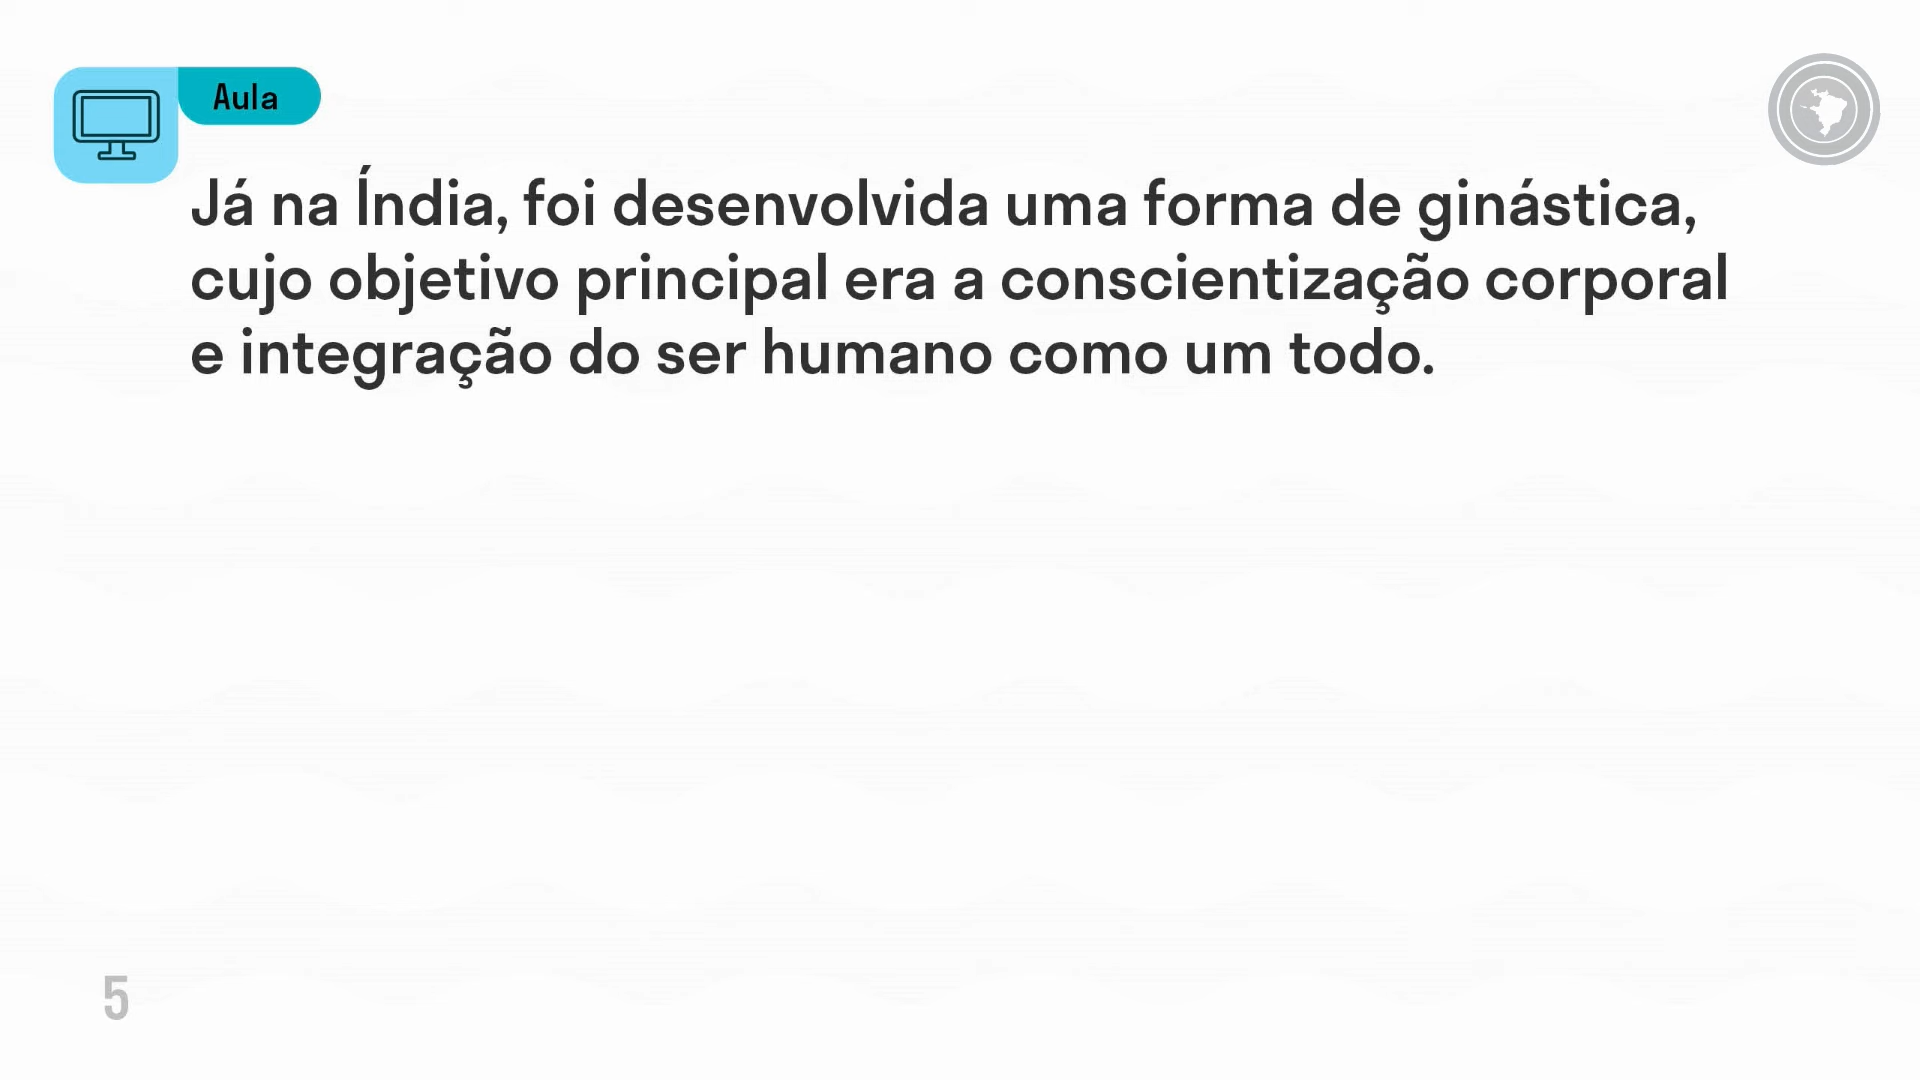 Aula
Já na Índia, foi desenvolvida uma forma de ginástica,
cujo objetivo principal era a conscientização corporal
e integração do ser humano como um todo.
5